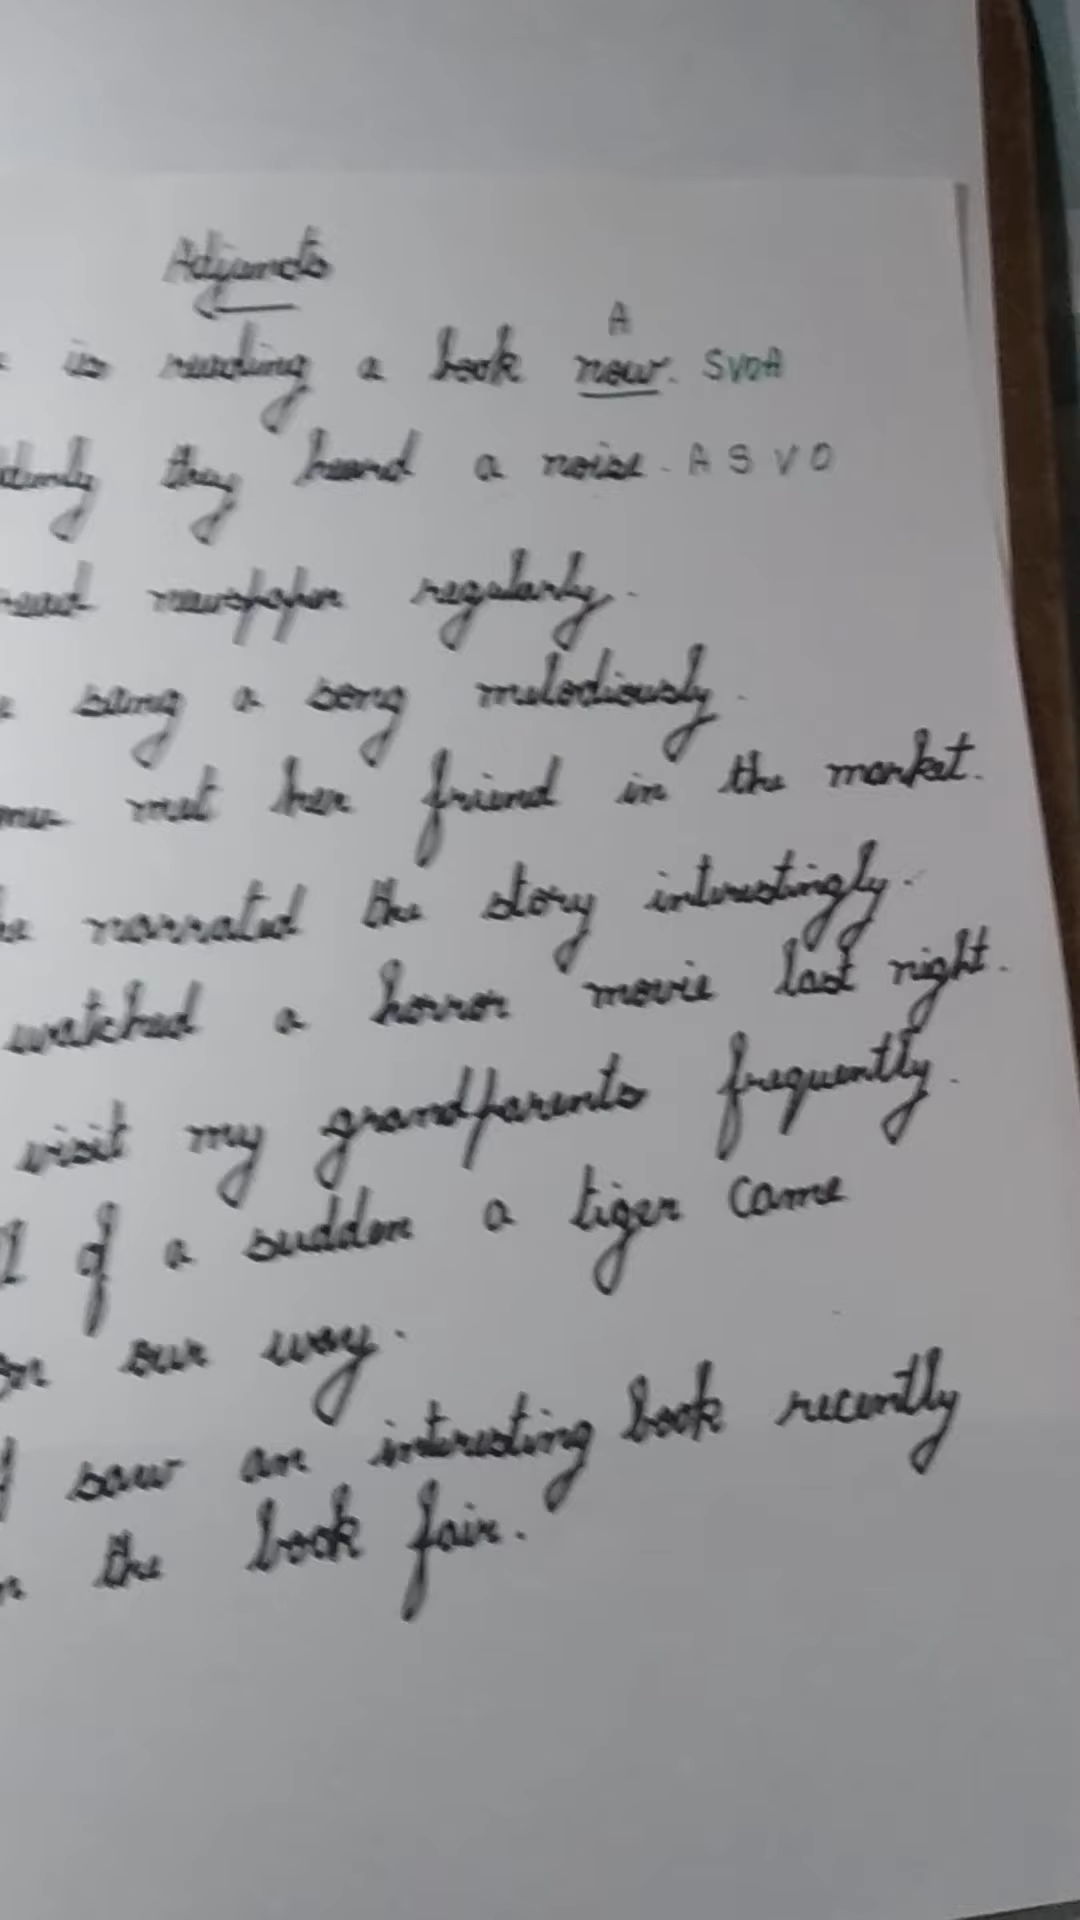 Adjuncts
A
is reading a book now. SVOA
they heard a noise. A S V O
read newspaper regularly.
sang a song melodiously.
met her friend in the market.
narrated the story interestingly.
watched a horror movie last night.
visit my grandparents frequently.
of a sudden a tiger came
on our way.
saw an interesting book recently
the book fair.